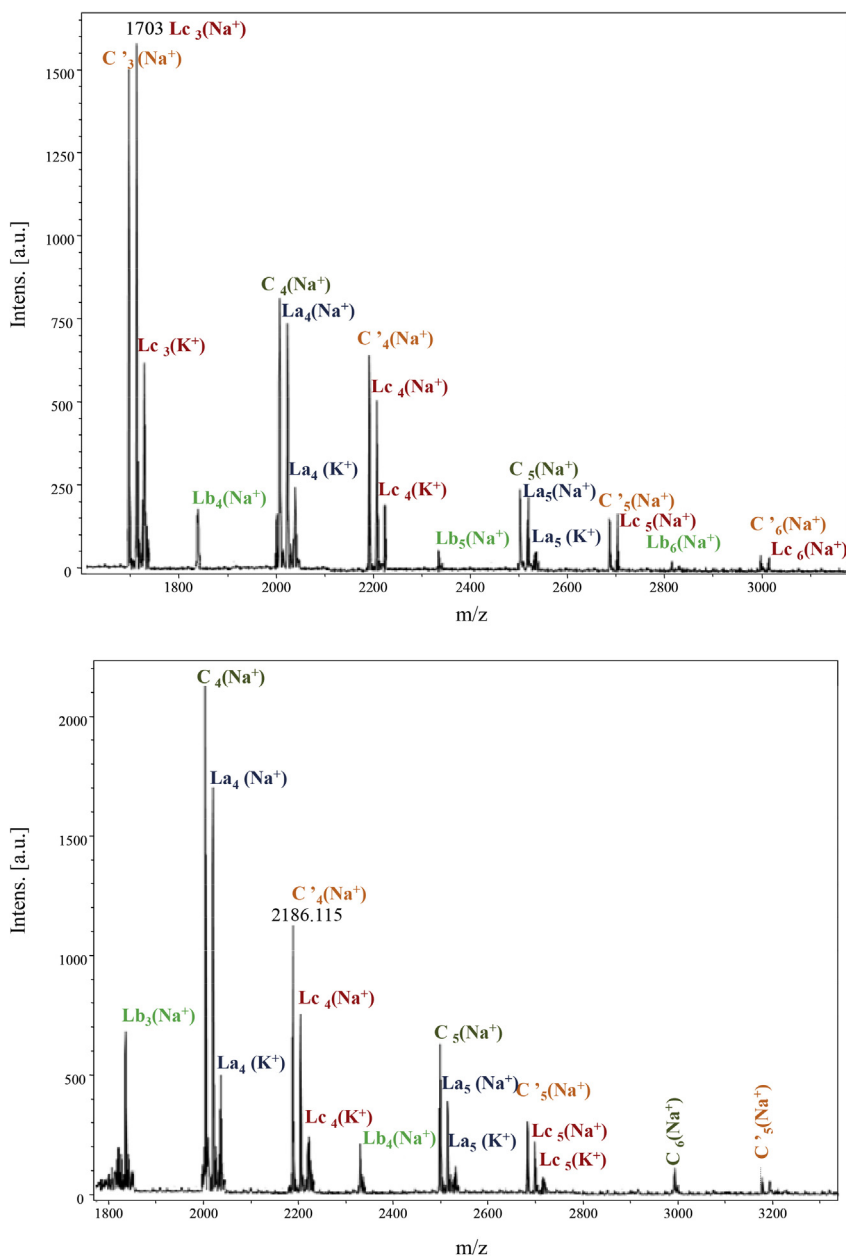 1703 Lc 3(Na+)
C '3(Na+)
1500
1250
1000
750
500
250
0
Intens. [a.u.]
Lc 3(K+)
Lb4(Na+)
C 4(Na+)
La4(Na+)
La4 (K+)
C '4(Na+)
Lc 4(Na+)
Lc 4(K+)
Lb5(Na+)
C 5(Na+)
La5(Na+)
La5 (K+)
C '5(Na+)
Lc 5(Na+)
Lb6(Na+)
C '6(Na+)
Lc 6(Na+)
1800 2000 2200 2400 2600 2800 3000
m/z
C 4(Na+)
2000
1500
1000
500
0
Intens. [a.u.]
La4 (Na+)
C '4(Na+)
2186.115
Lb3(Na+)
Lc 4(Na+)
La4 (K+)
Lc 4(K+)
Lb4(Na+)
C 5(Na+)
La5 (Na+)
La5 (K+)
C '5(Na+)
Lc 5(Na+)
Lc 5(K+)
C 6(Na+)
C '5(Na+)
1800 2000 2200 2400 2600 2800 3000 3200
m/z